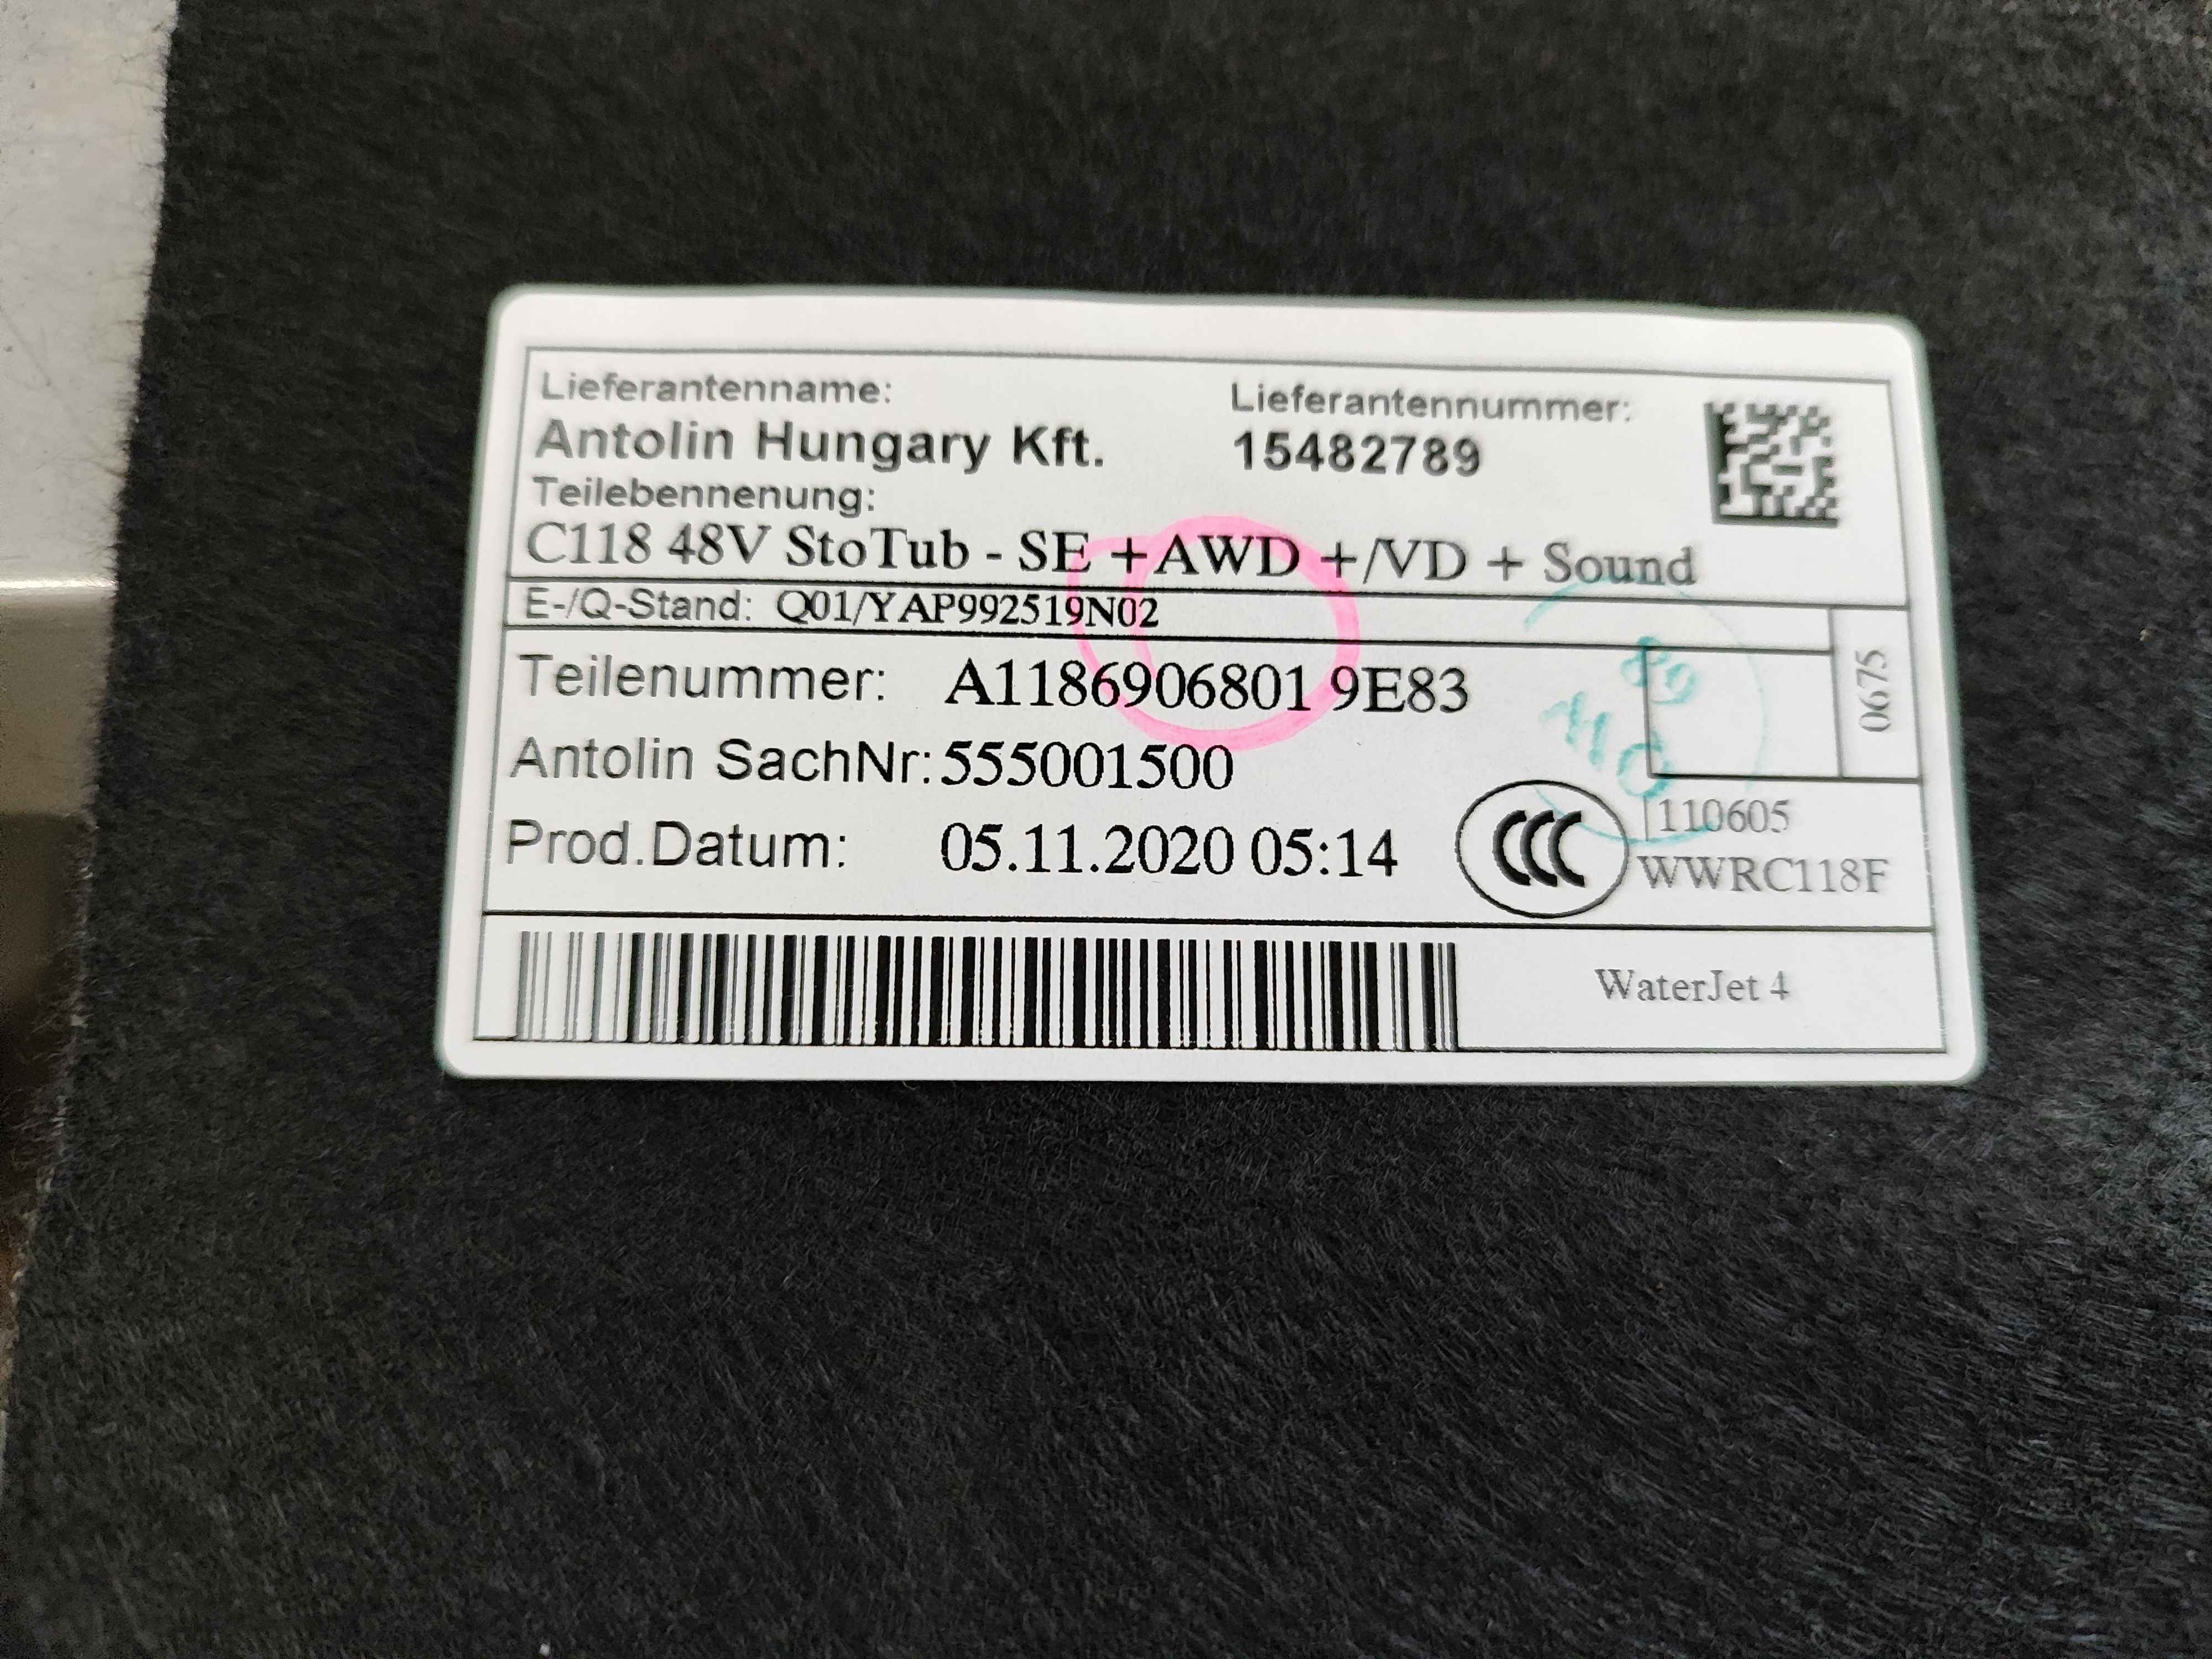 Lieferantenname:
Antolin Hungary Kft.
Lieferantennummer:
15482789
Teilebennenung:
C118 48V StoTub - SE +AWD +/VD + Sound
E-/Q-Stand: Q01/YAP992519N02
Teilenummer: A1186906801 9E83
0675
Antolin SachNr: 555001500
Prod.Datum: 05.11.2020 05:14
CCC
110605
WWRC118F
WaterJet 4